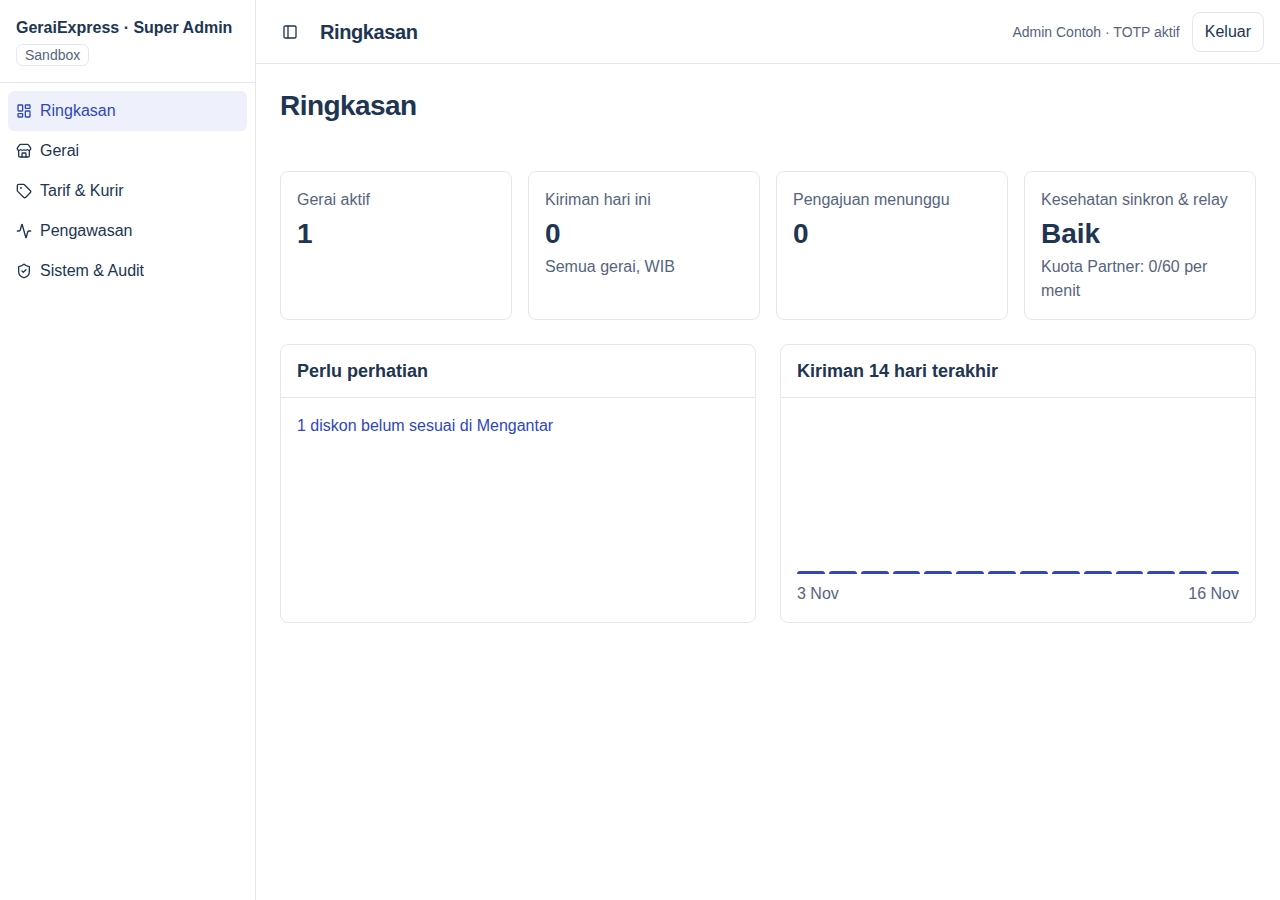 GeraiExpress · Super Admin
Sandbox
Ringkasan
Gerai
Tarif & Kurir
Pengawasan
Sistem & Audit
Ringkasan
Admin Contoh · TOTP aktif
Keluar
Ringkasan
Gerai aktif
1
Kiriman hari ini
0
Semua gerai, WIB
Pengajuan menunggu
0
Kesehatan sinkron & relay
Baik
Kuota Partner: 0/60 per
menit
Perlu perhatian
1 diskon belum sesuai di Mengantar
Kiriman 14 hari terakhir
3 Nov
16 Nov